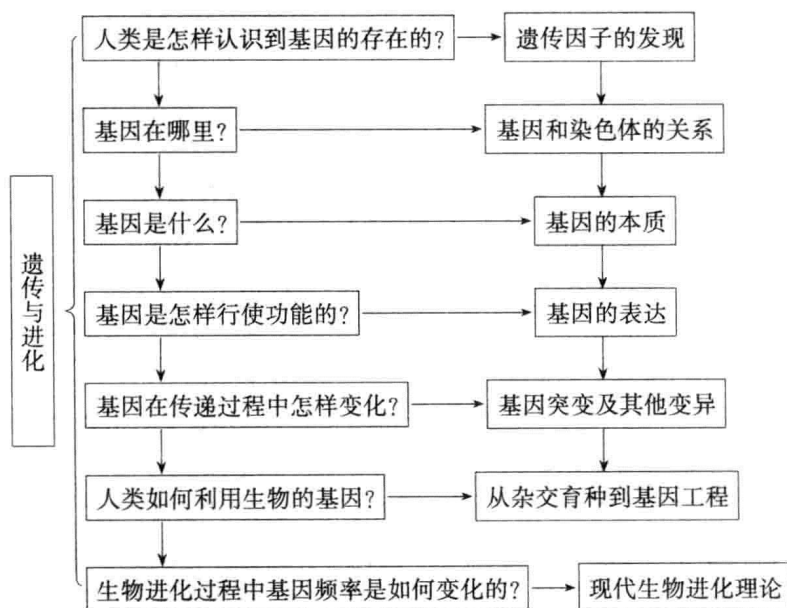 遗传与进化
人类是怎样认识到基因的存在的？
遗传因子的发现
基因在哪里？
基因和染色体的关系
基因是什么？
基因的本质
基因是怎样行使功能的？
基因的表达
基因在传递过程中怎样变化？
基因突变及其他变异
人类如何利用生物的基因？
从杂交育种到基因工程
生物进化过程中基因频率是如何变化的？
现代生物进化理论